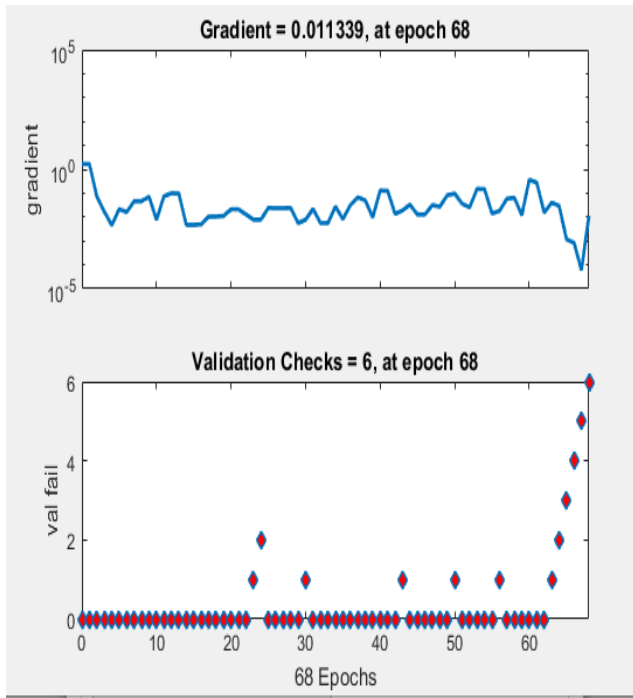 Gradient = 0.011339, at epoch 68
10^5
10^0
10^-5
gradient
Validation Checks = 6, at epoch 68
6
4
2
0
val fail
0 10 20 30 40 50 60
68 Epochs